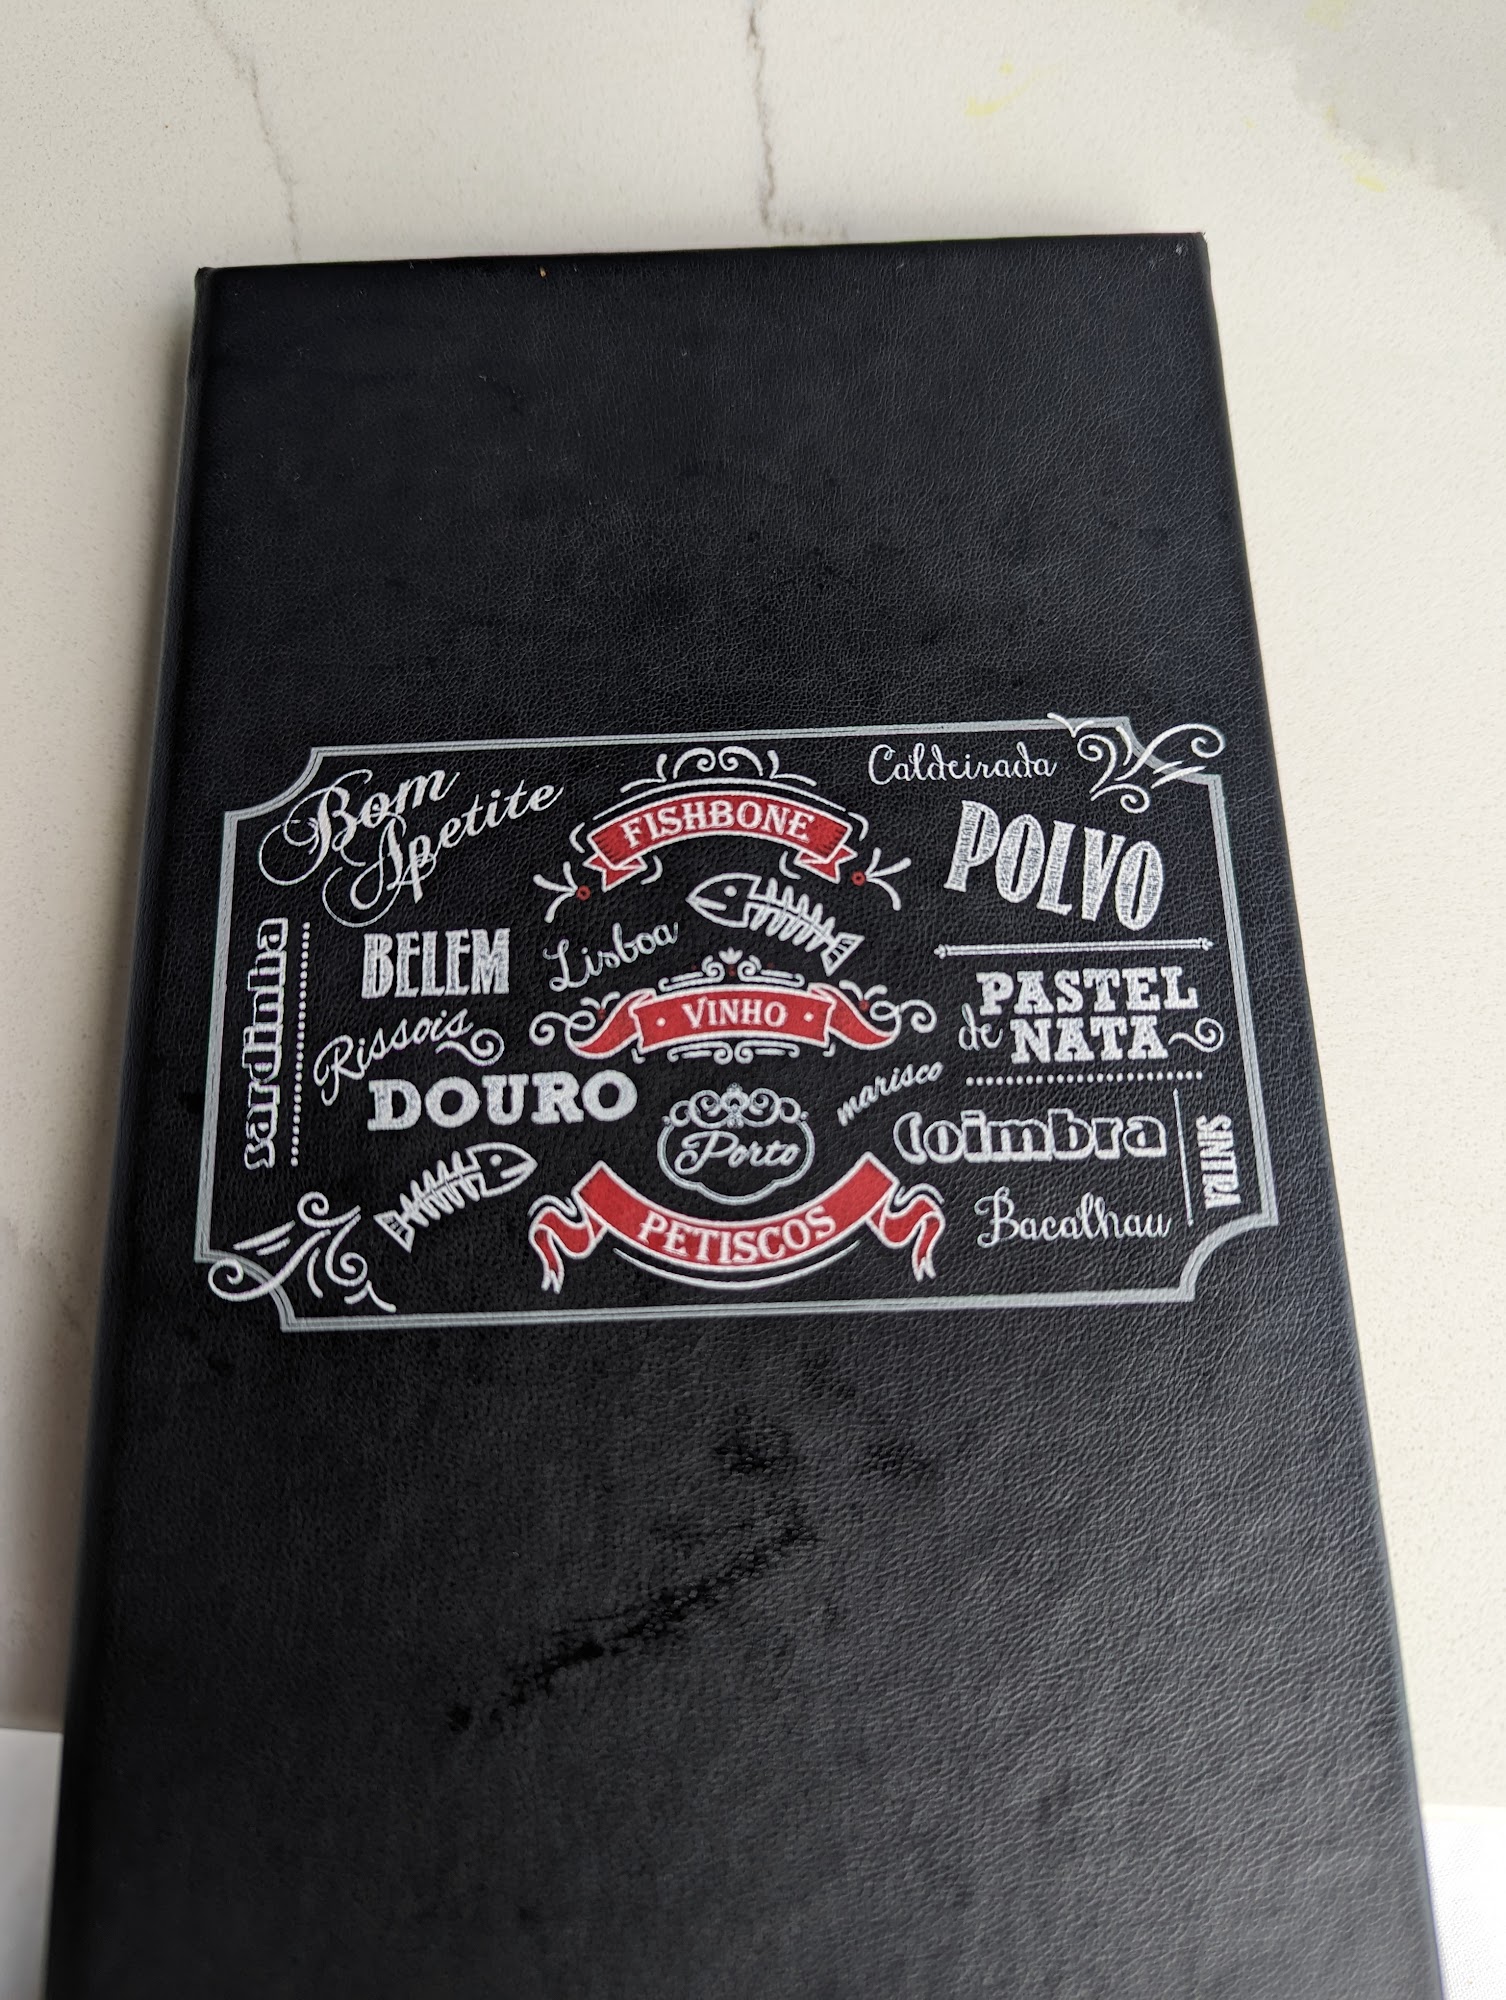 Bom
Apetite
FISHBONE
Caldeirada
POLVO
sardinha
BELEM
Lisboa
VINHO
PASTEL
de NATA
Rissois
DOURO
Porto
marisco
Coimbra
SINTRA
PETISCOS
Bacalhau